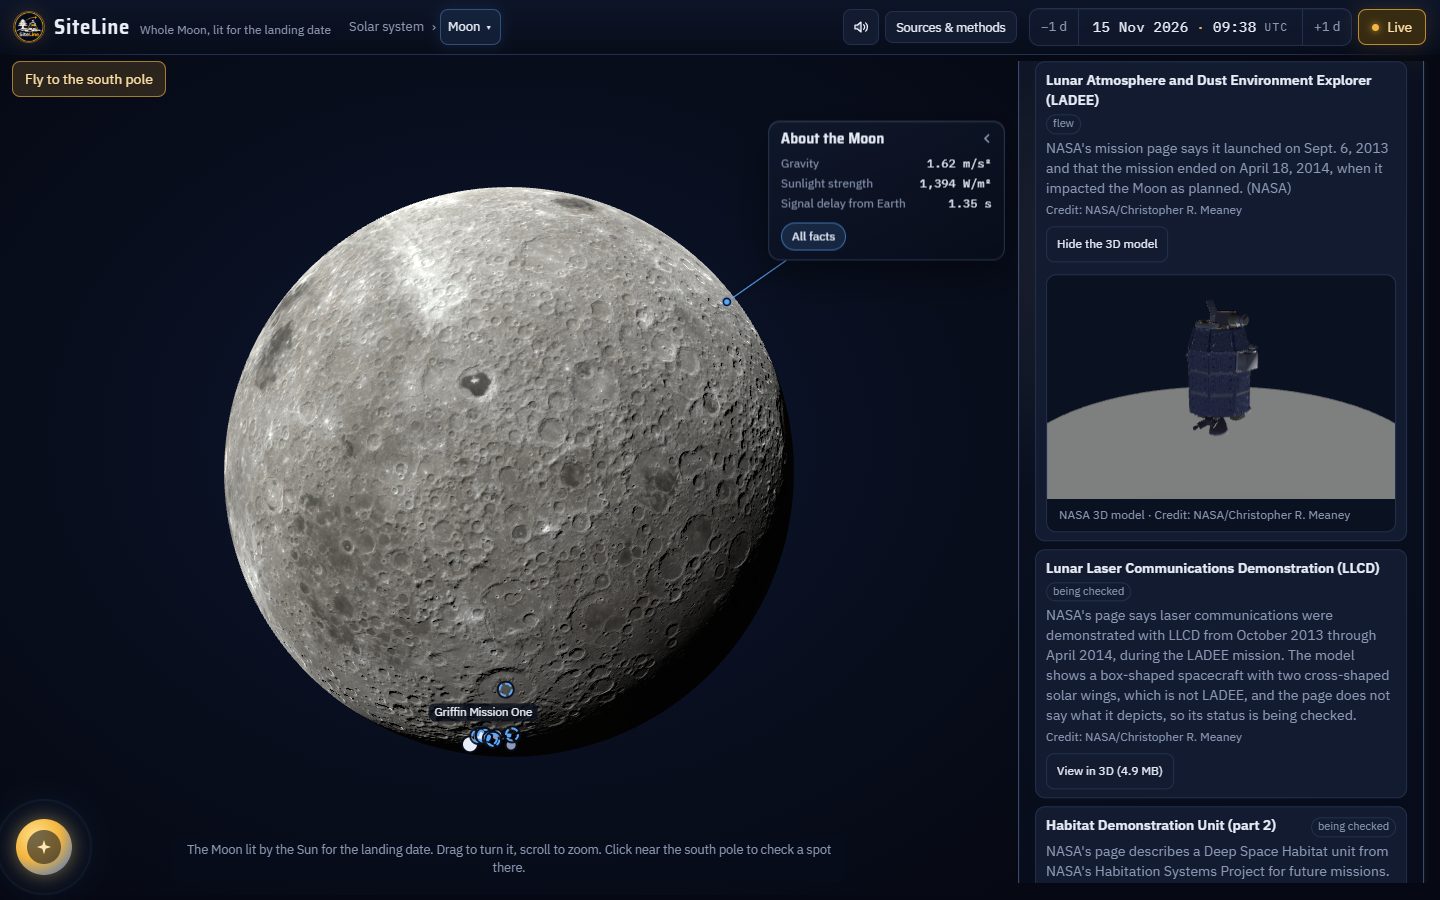 SiteLine
Whole Moon, lit for the landing date
Solar system › Moon ▾
Sources & methods
−1 d
15 Nov 2026 · 09:38 UTC
+1 d
Live
Fly to the south pole
About the Moon
Gravity 1.62 m/s²
Sunlight strength 1,394 W/m²
Signal delay from Earth 1.35 s
All facts
Griffin Mission One
The Moon lit by the Sun for the landing date. Drag to turn it, scroll to zoom. Click near the south pole to check a spot
there.
Lunar Atmosphere and Dust Environment Explorer
(LADEE)
flew
NASA's mission page says it launched on Sept. 6, 2013
and that the mission ended on April 18, 2014, when it
impacted the Moon as planned. (NASA)
Credit: NASA/Christopher R. Meaney
Hide the 3D model
NASA 3D model · Credit: NASA/Christopher R. Meaney
Lunar Laser Communications Demonstration (LLCD)
being checked
NASA's page says laser communications were
demonstrated with LLCD from October 2013 through
April 2014, during the LADEE mission. The model
shows a box-shaped spacecraft with two cross-shaped
solar wings, which is not LADEE, and the page does not
say what it depicts, so its status is being checked.
Credit: NASA/Christopher R. Meaney
View in 3D (4.9 MB)
Habitat Demonstration Unit (part 2)
being checked
NASA's page describes a Deep Space Habitat unit from
NASA's Habitation Systems Project for future missions.